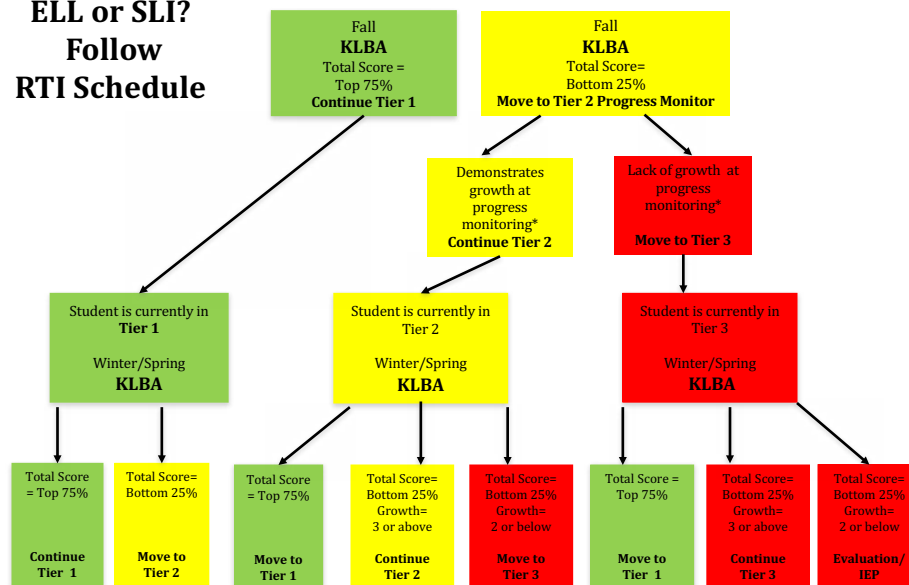 ELL or SLI?
Follow
RTI Schedule
Fall
KLBA
Total Score =
Top 75%
Continue Tier 1
Fall
KLBA
Total Score=
Bottom 25%
Move to Tier 2 Progress Monitor
Demonstrates
growth at
progress
monitoring*
Continue Tier 2
Lack of growth at
progress
monitoring*
Move to Tier 3
Student is currently in
Tier 1
Winter/Spring
KLBA
Student is currently in
Tier 2
Winter/Spring
KLBA
Student is currently in
Tier 3
Winter/Spring
KLBA
Total Score
= Top 75%
Continue
Tier 1
Total Score=
Bottom 25%
Move to
Tier 2
Total Score
= Top 75%
Move to
Tier 1
Total Score=
Bottom 25%
Growth=
3 or above
Continue
Tier 2
Total Score=
Bottom 25%
Growth=
2 or below
Move to
Tier 3
Total Score
= Top 75%
Move to
Tier 1
Total Score=
Bottom 25%
Growth=
3 or above
Continue
Tier 3
Total Score=
Bottom 25%
Growth=
2 or below
Evaluation/
IEP